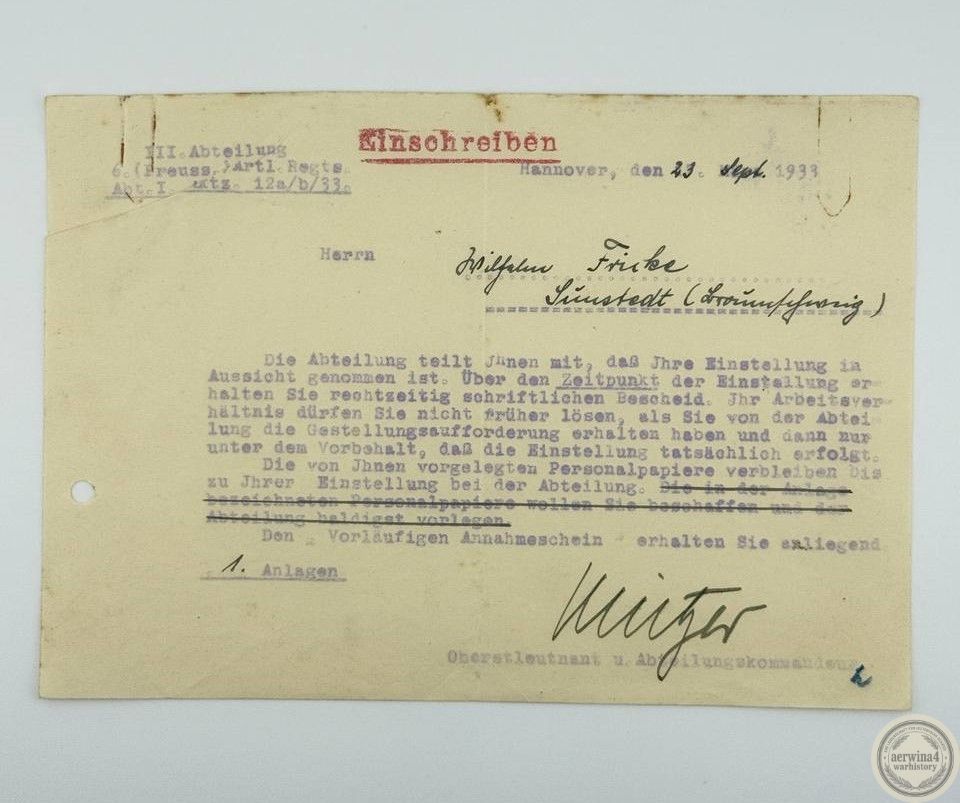 Einschreiben
III. Abteilung
6. (Preuss.) Artl. Regts.
Abt. I. Mtz. 12a/b/33.
Hannover, den 23. Sept. 1933
Herrn
Wilhelm Fricke
Sunstedt (Braunschweig)
Die Abteilung teilt Jhnen mit, daß Jhre Einstellung in
Aussicht genommen ist. Über den Zeitpunkt der Einstellung er-
halten Sie rechtzeitig schriftlichen Bescheid. Jhr Arbeitsver-
hältnis dürfen Sie nicht früher lösen, als Sie von der Abtei
lung die Gestellungsaufforderung erhalten haben und dann nur
unter dem Vorbehalt, daß die Einstellung tatsächlich erfolgt.
Die von Jhnen vorgelegten Personalpapiere verbleiben bis
zu Jhrer Einstellung bei der Abteilung. Die in der Anlage
bezeichneten Personalpapiere wollen Sie beschaffen und der
Abteilung baldigst vorlegen.
Den " Vorläufigen Annahmeschein " erhalten Sie anliegend
1. Anlagen
Oberstleutnant u. Abteilungskommandeur
aerwina4
warhistory